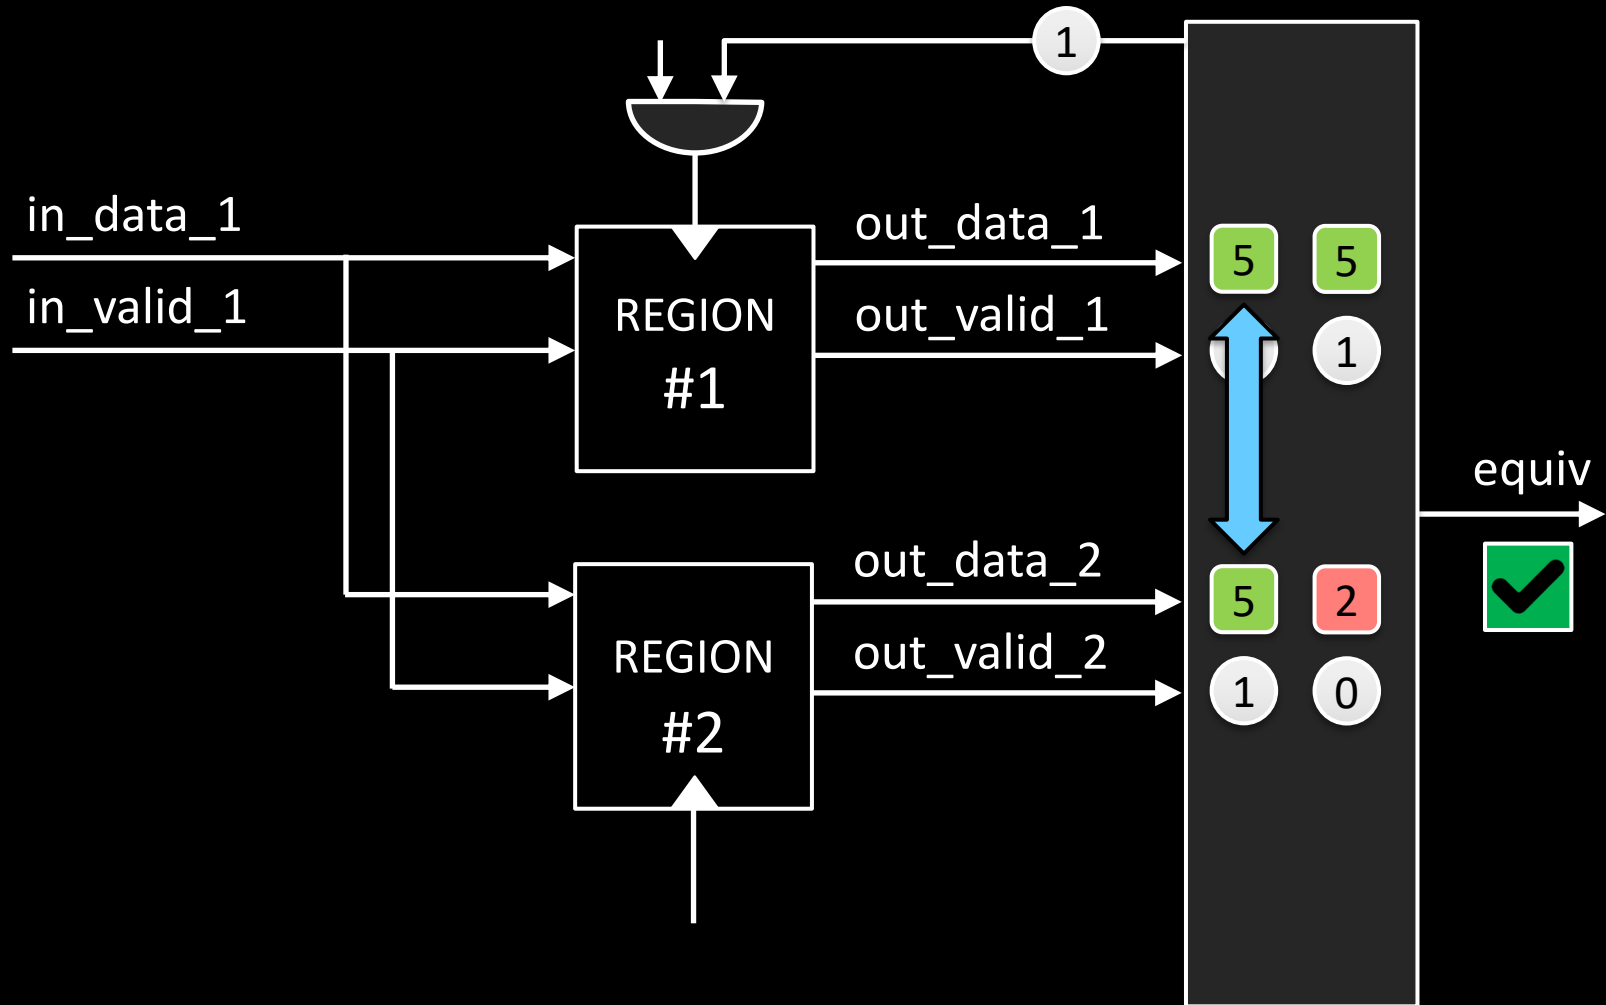 1
in_data_1
in_valid_1
REGION
#1
out_data_1
out_valid_1
5 5
1
equiv
REGION
#2
out_data_2
out_valid_2
5 2
1 0